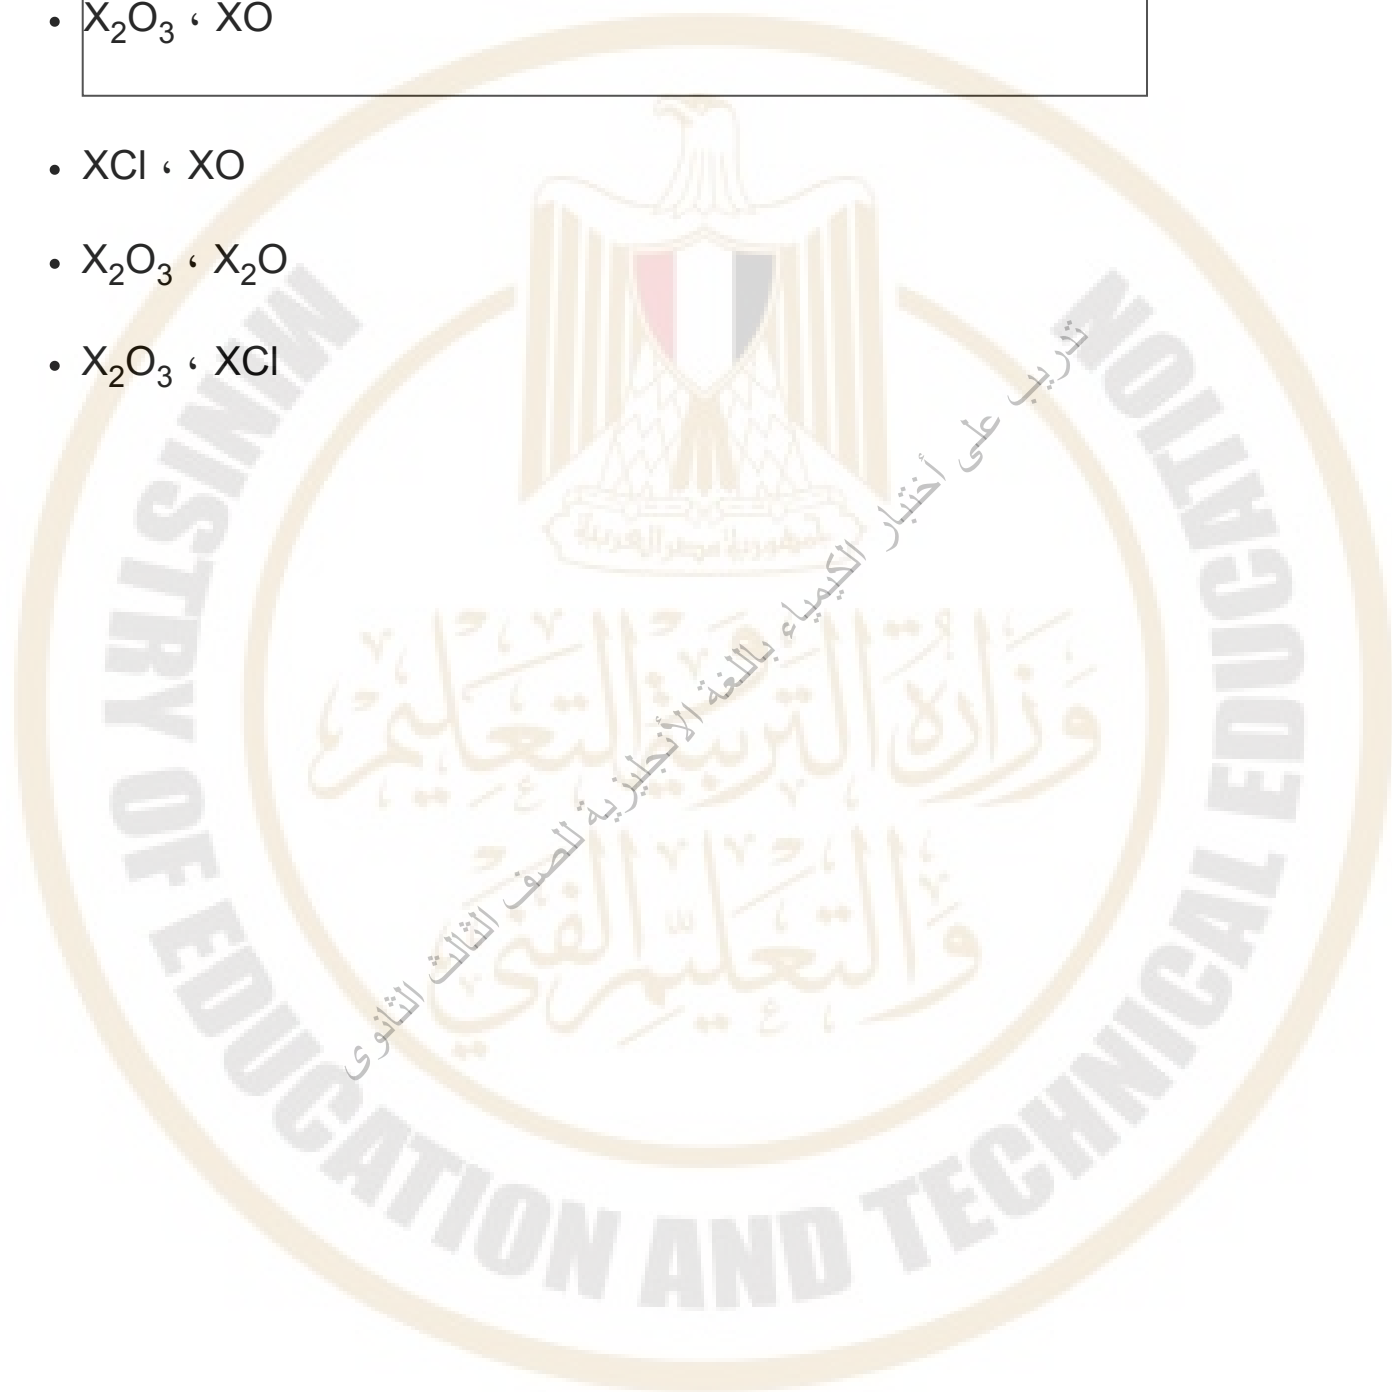 • X₂O₃ ، XO
• XCl ، XO
• X₂O₃ ، X₂O
• X₂O₃ ، XCl
تدريب على أختبار الكيمياء باللغة الأنجليزية للصف الثالث الثانوى
جمهورية مصر العربية
وزارة التربية والتعليم
والتعليم الفني
MINISTRY OF EDUCATION AND TECHNICAL EDUCATION